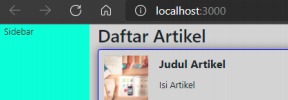 localhost:3000
Sidebar
Daftar Artikel
Judul Artikel
Isi Artikel